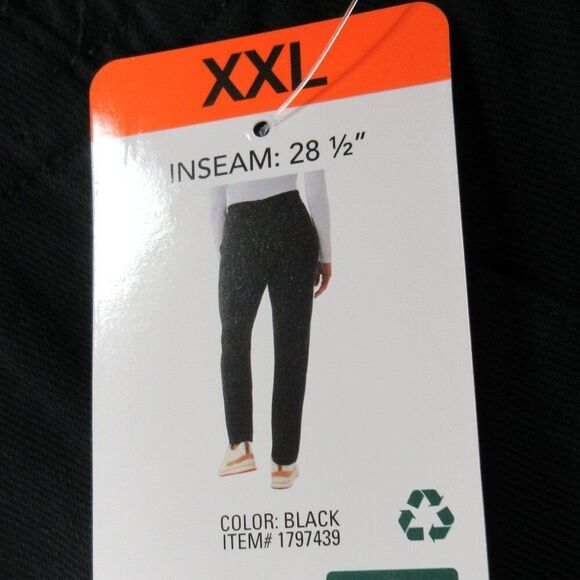 XXL
INSEAM: 28 ½"
COLOR: BLACK
ITEM# 1797439